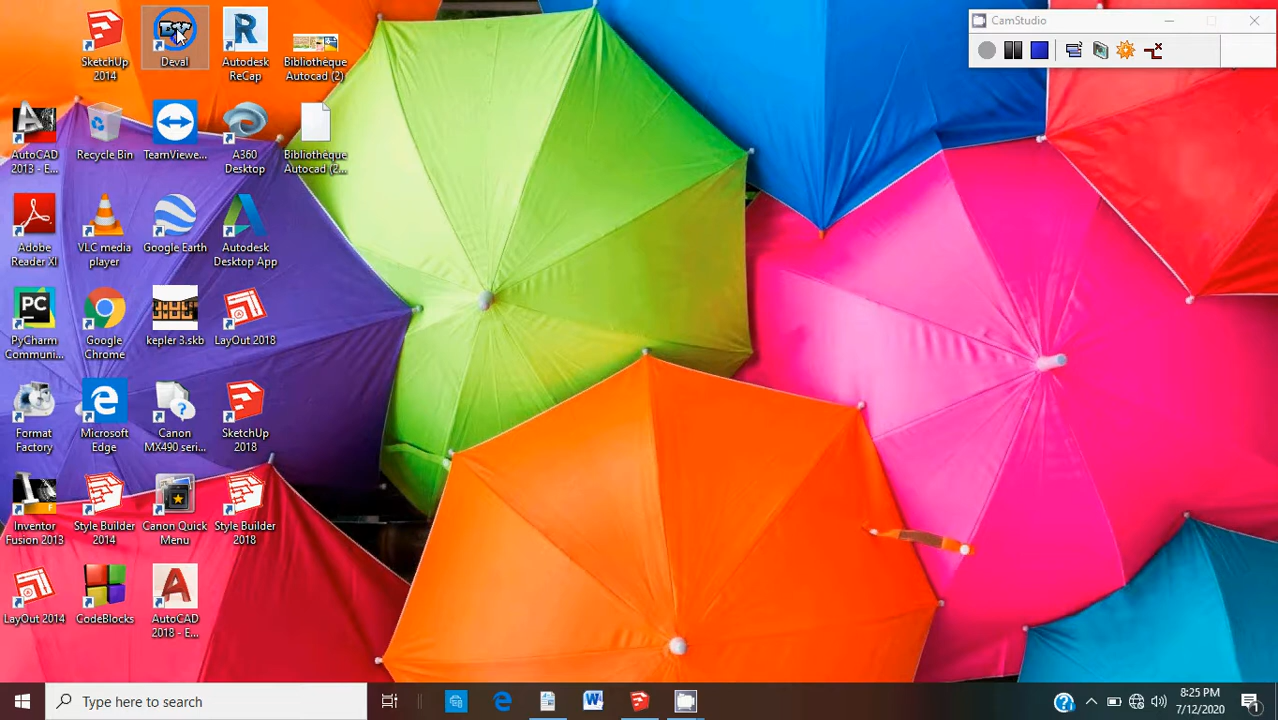 CamStudio
SketchUp
2014
Deval
Autodesk
ReCap
Bibliothèque
Autocad (2)
AutoCAD
2013 - E...
Recycle Bin
TeamViewe...
A360
Desktop
Bibliotheque
Autocad (2...
Adobe
Reader XI
VLC media
player
Google Earth
Autodesk
Desktop App
PC
PyCharm
Communi...
Google
Chrome
kepler 3.skb
LayOut 2018
Format
Factory
Microsoft
Edge
Canon
MX490 seri...
SketchUp
2018
Inventor
Fusion 2013
Style Builder
2014
Canon Quick
Menu
Style Builder
2018
LayOut 2014
CodeBlocks
AutoCAD
2018 - E...
Type here to search
8:25 PM
7/12/2020